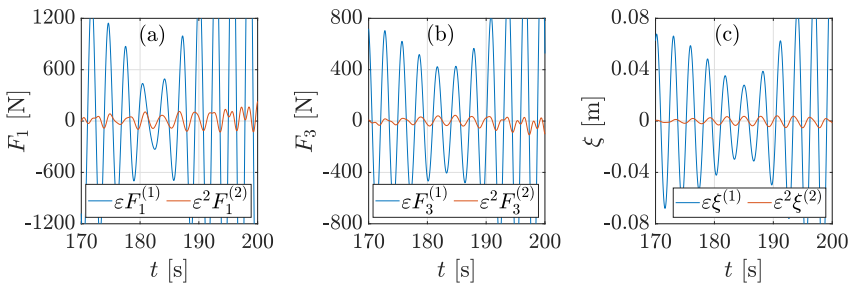 (a)
F₁ [N]
1200
600
0
-600
-1200
εF₁⁽¹⁾ ε²F₁⁽²⁾
170 180 190 200
t [s]
(b)
F₃ [N]
800
400
0
-400
-800
εF₃⁽¹⁾ ε²F₃⁽²⁾
170 180 190 200
t [s]
(c)
ξ [m]
0.08
0.04
0
-0.04
-0.08
εξ⁽¹⁾ ε²ξ⁽²⁾
170 180 190 200
t [s]